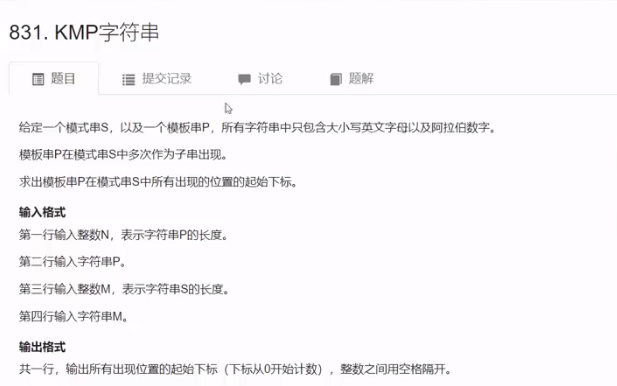 831. KMP字符串
题目 提交记录 讨论 题解
给定一个模式串S，以及一个模板串P，所有字符串中只包含大小写英文字母以及阿拉伯数字。
模板串P在模式串S中多次作为子串出现。
求出模板串P在模式串S中所有出现的位置的起始下标。
输入格式
第一行输入整数N，表示字符串P的长度。
第二行输入字符串P。
第三行输入整数M，表示字符串S的长度。
第四行输入字符串M。
输出格式
共一行，输出所有出现位置的起始下标（下标从0开始计数），整数之间用空格隔开。